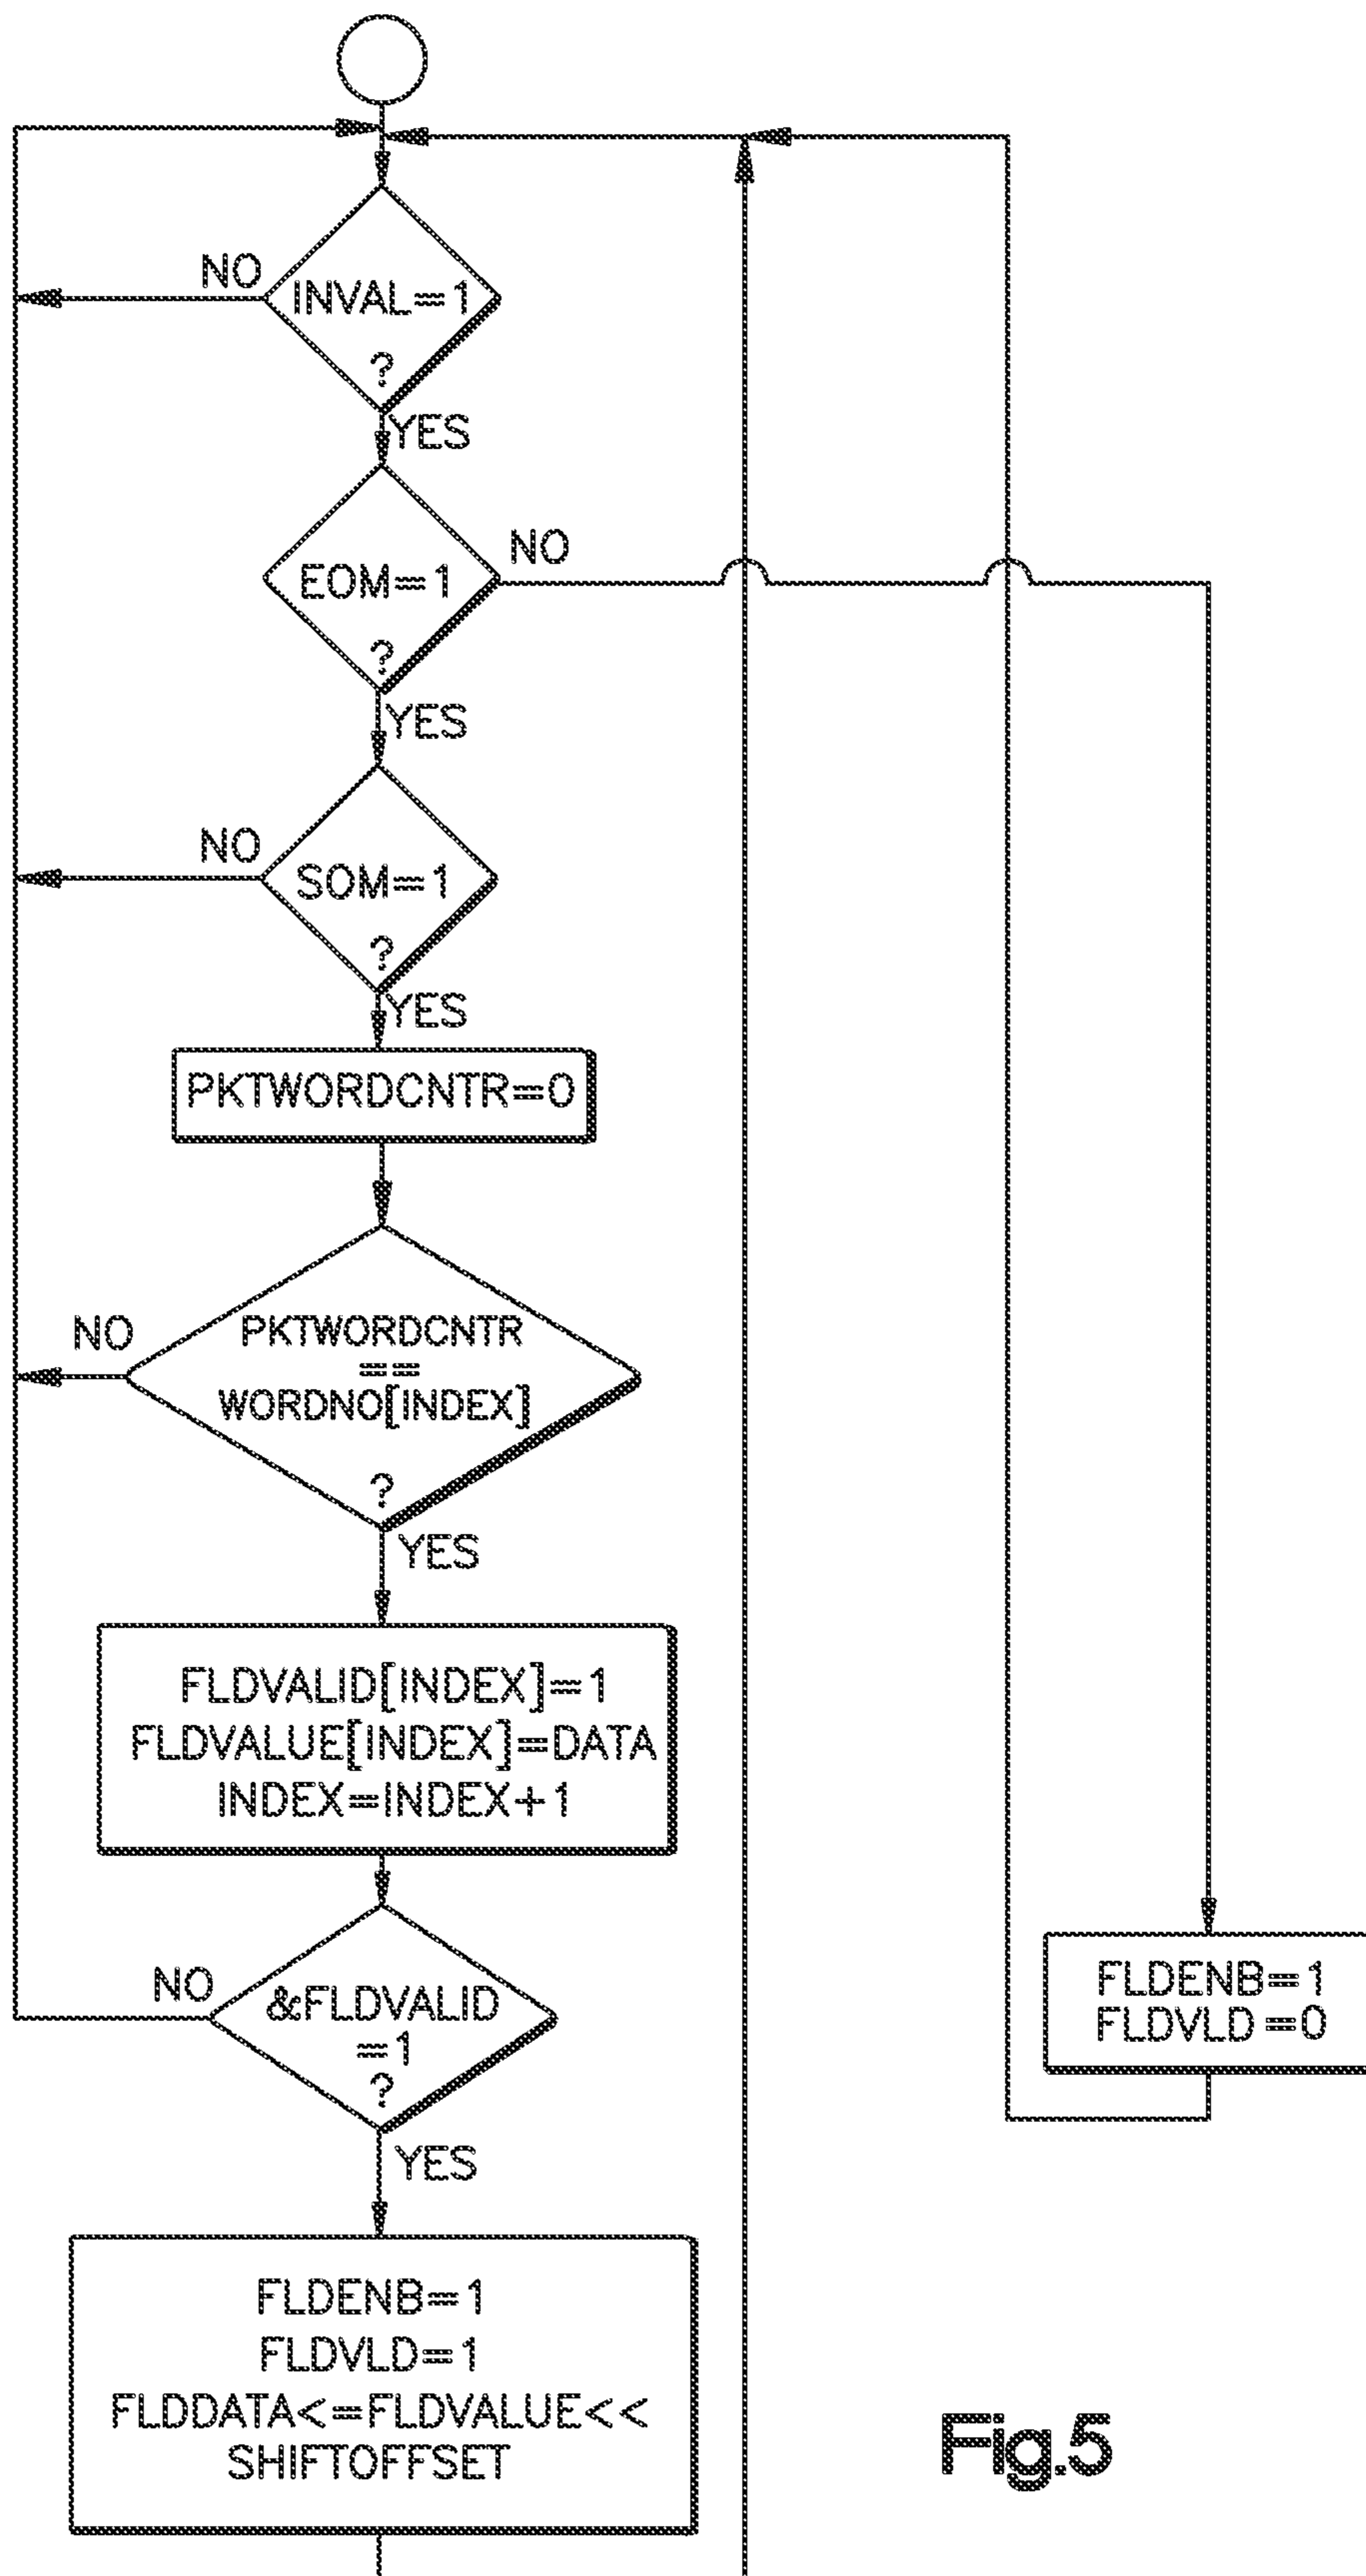 NO
INVAL=1
?
YES
NO
EOM=1
?
YES
NO
SOM=1
?
YES
PKTWORDCNTR=0
NO
PKTWORDCNTR
==
WORDNO[INDEX]
?
YES
FLDVALID[INDEX]=1
FLDVALUE[INDEX]=DATA
INDEX=INDEX+1
NO
&FLDVALID
=1
?
YES
FLDENB=1
FLDVLD=0
FLDENB=1
FLDVLD=1
FLDDATA<=FLDVALUE<<
SHIFTOFFSET
Fig.5